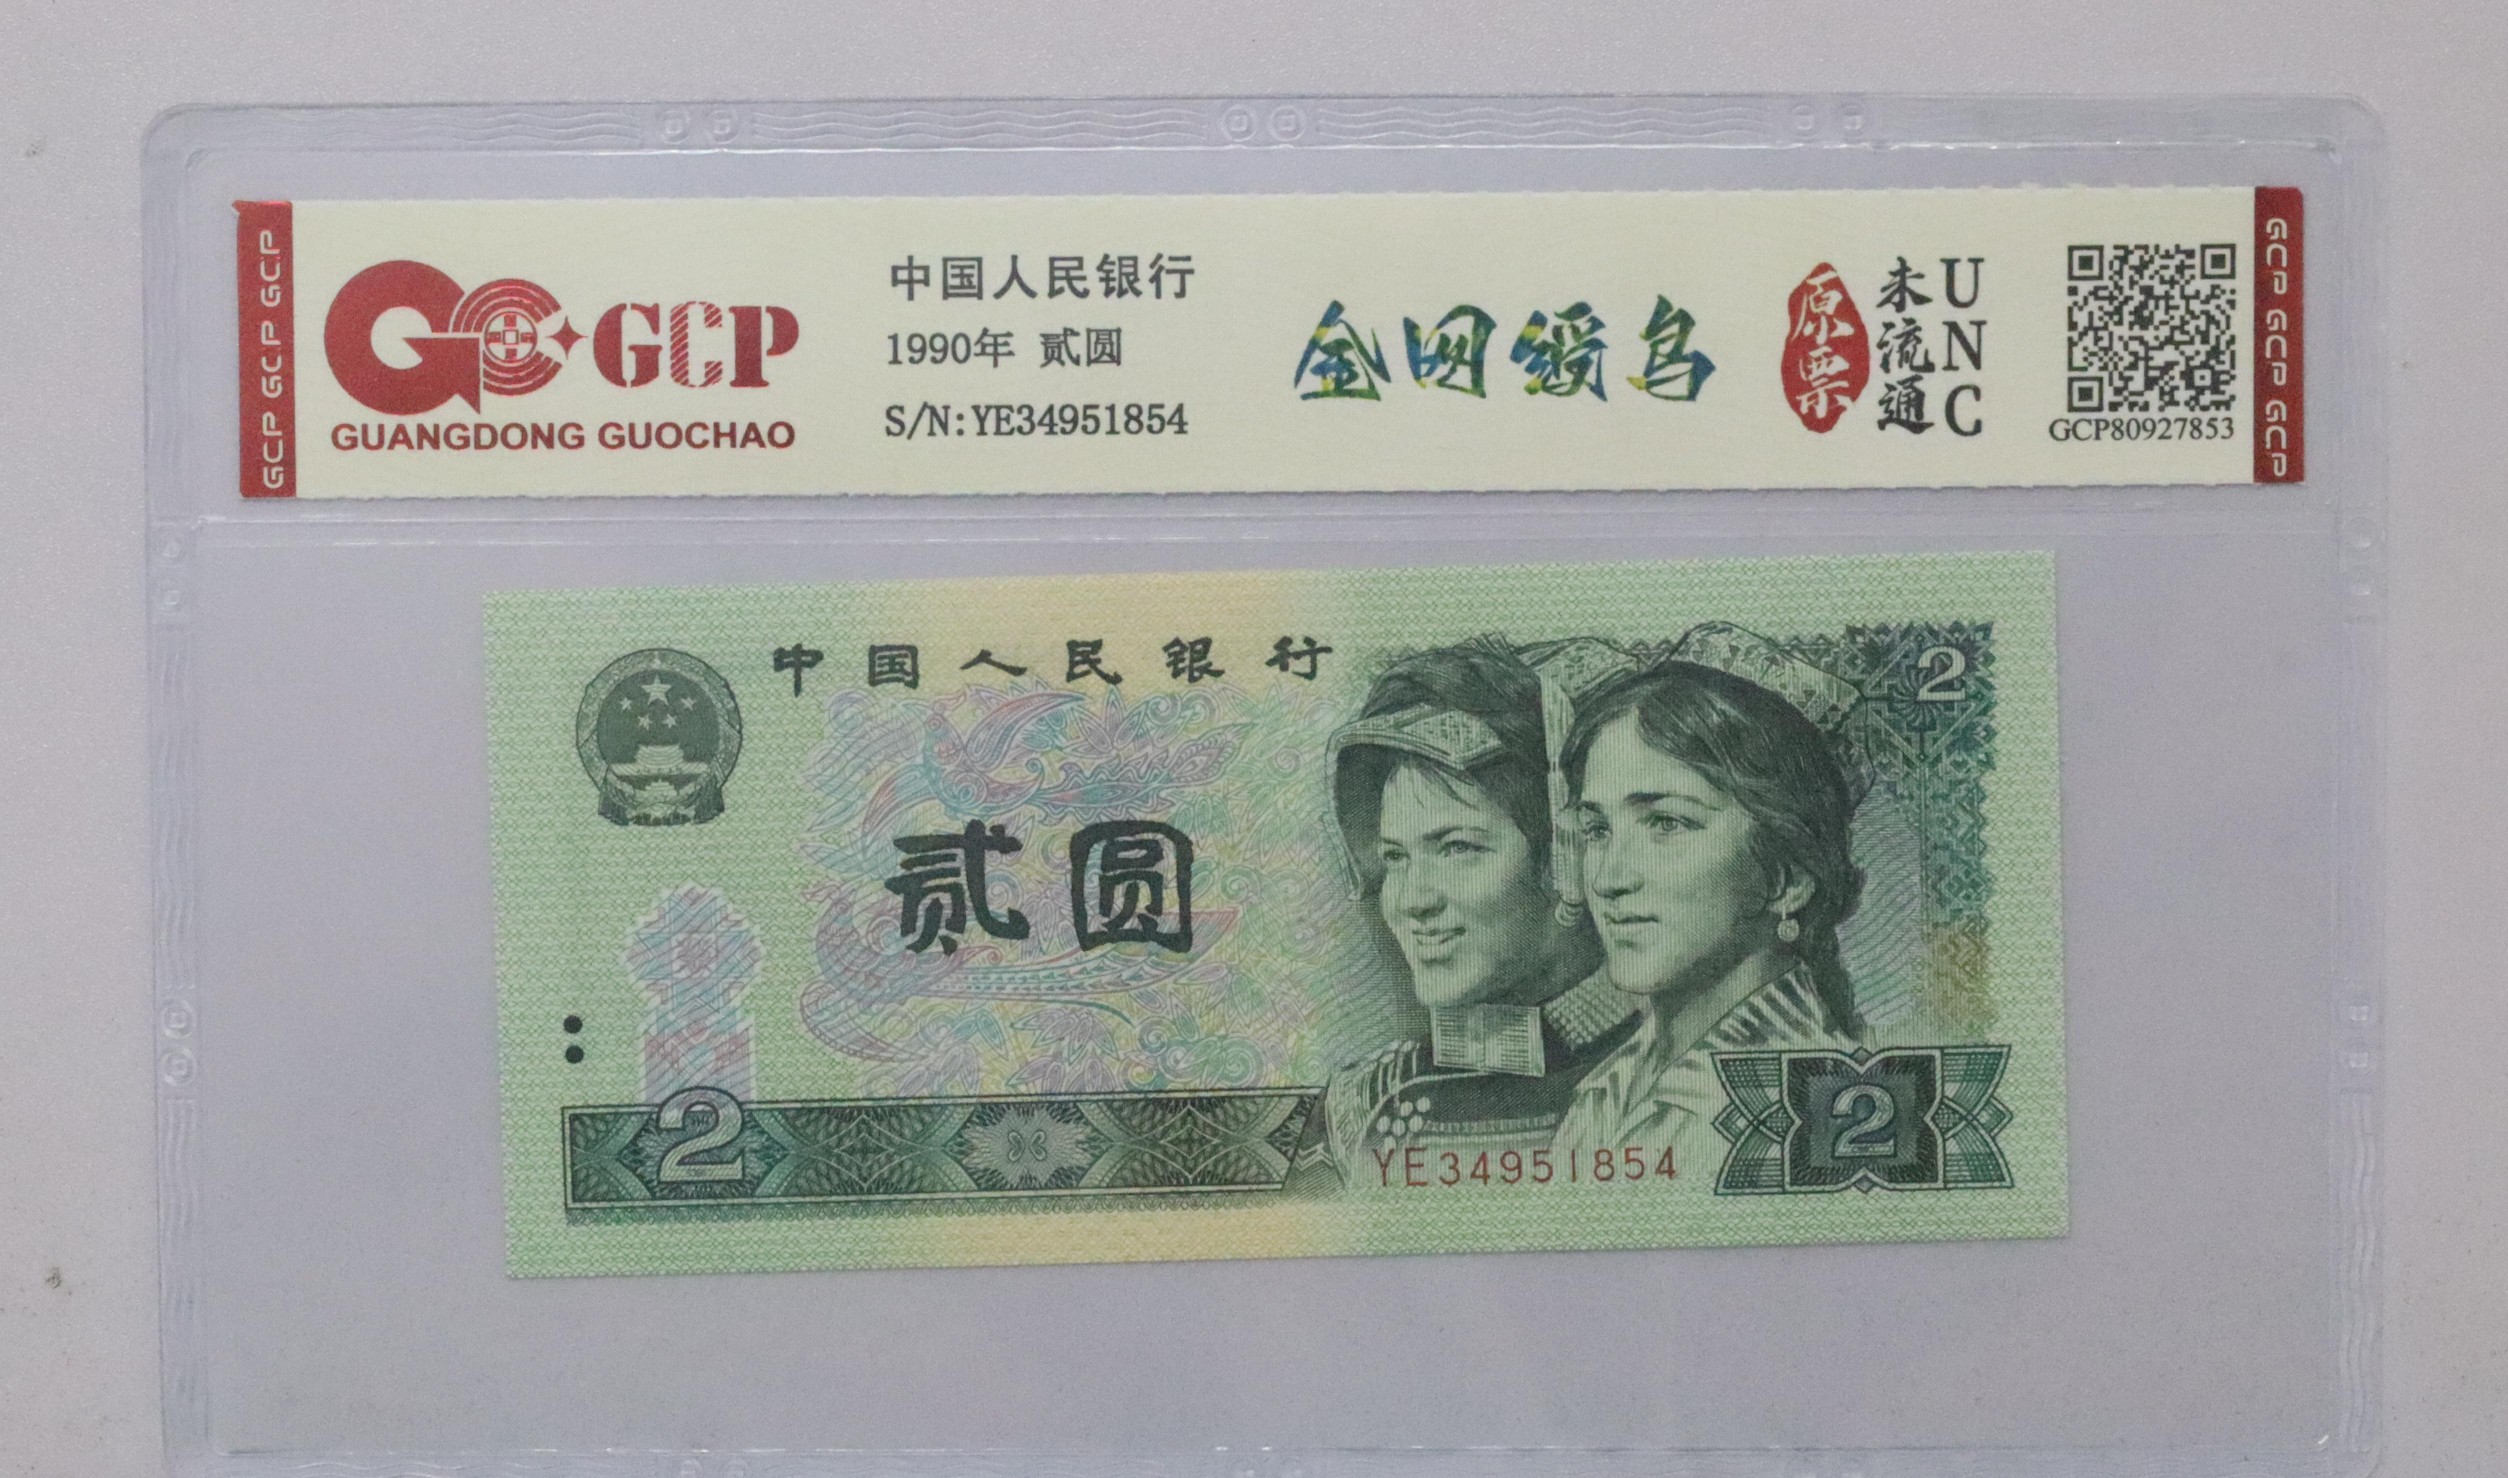 GCP GCP GCP
GCP
GUANGDONG GUOCHAO
中国人民银行
1990年 贰圆
S/N:YE34951854
金网绶鸟
原票
未流通
UNC
GCP80927853
GCP GCP GCP
中国人民银行
2
贰圆
2
YE34951854
2